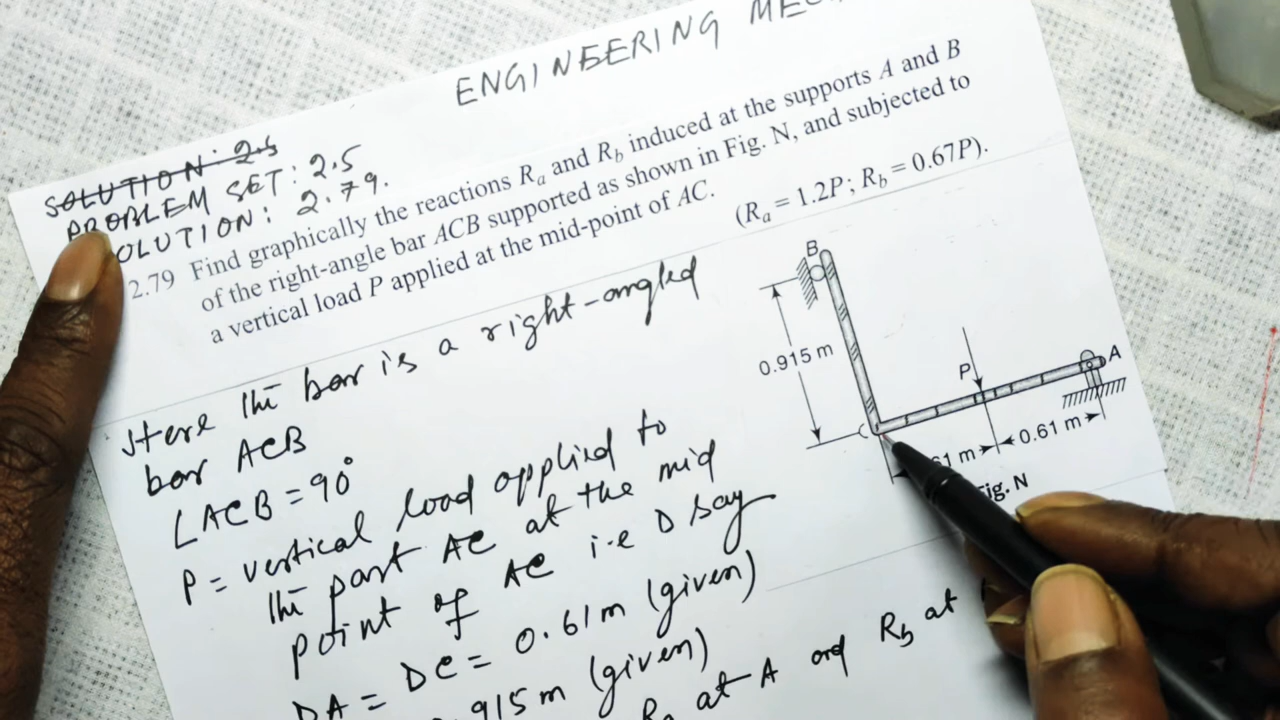 ENGINEERING
SOLUTION: 2.5
PROBLEM SET: 2.5
OLUTION: 2.79.
2.79 Find graphically the reactions Ra and Rb induced at the supports A and B
of the right-angle bar ACB supported as shown in Fig. N, and subjected to
a vertical load P applied at the mid-point of AC.
(Ra = 1.2P; Rb = 0.67P).
Here the bar is a right-angled
bar ACB
∠ACB = 90°
P = vertical load applied to
the part AC at the mid
point of AC i.e D say
DA = DC = 0.61m (given)
.915m (given)
Ra at A and Rb at
B
0.915 m
P
A
61 m
0.61 m
ig. N